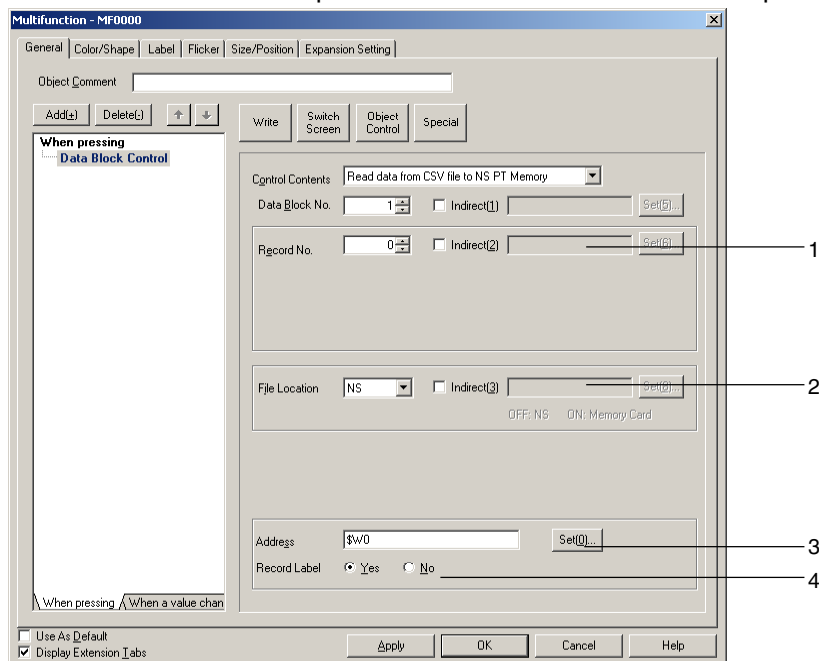 Multifunction - MF0000
General Color/Shape Label Flicker Size/Position Expansion Setting
Object Comment
Add(+) Delete(-)
Write Switch Screen Object Control Special
When pressing
Data Block Control
Control Contents Read data from CSV file to NS PT Memory
Data Block No. 1 Indirect(1) Set(5)...
Record No. 0 Indirect(2) Set(6)... 1
File Location NS Indirect(3) Set(8)... 2
OFF: NS ON: Memory Card
Address $W0 Set(0)... 3
Record Label Yes No 4
When pressing When a value chan
Use As Default
Display Extension Tabs
Apply OK Cancel Help